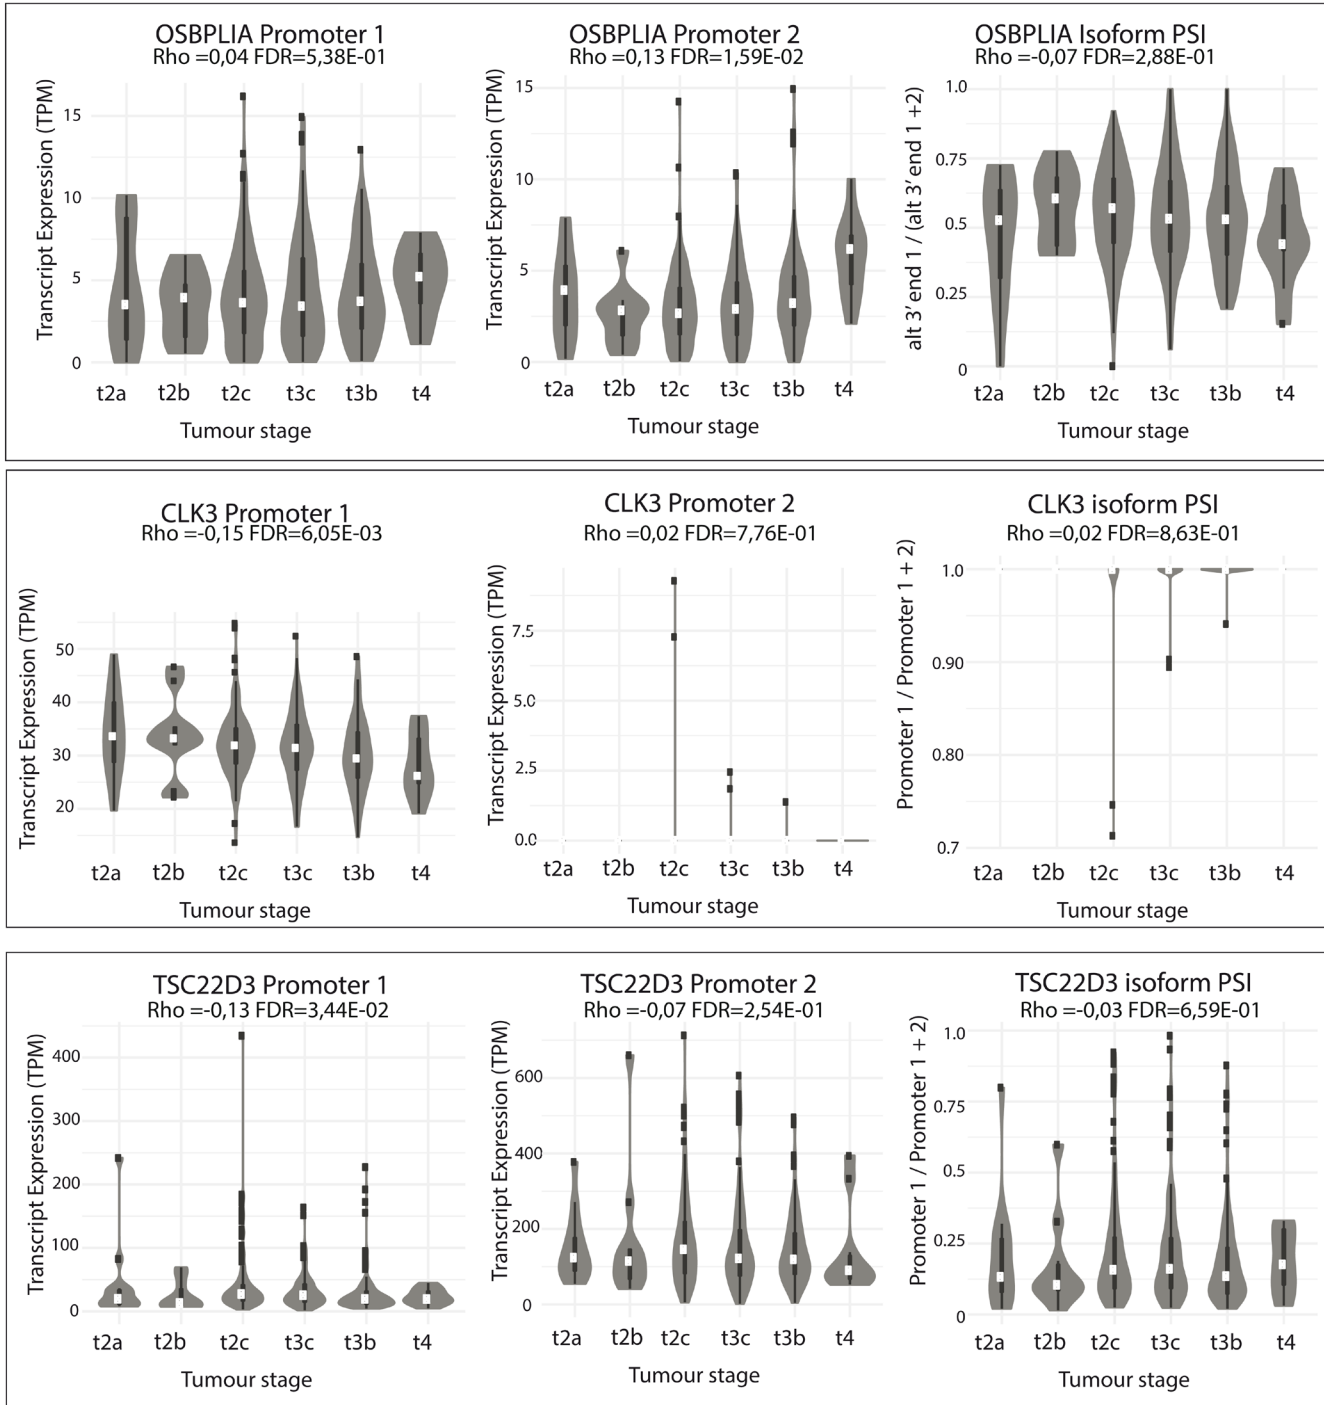 OSBPLIA Promoter 1
Rho =0,04 FDR=5,38E-01
Transcript Expression (TPM)
15
10
5
0
t2a t2b t2c t3c t3b t4
Tumour stage
OSBPLIA Promoter 2
Rho =0,13 FDR=1,59E-02
Transcript Expression (TPM)
15
10
5
0
t2a t2b t2c t3c t3b t4
Tumour stage
OSBPLIA Isoform PSI
Rho =-0,07 FDR=2,88E-01
alt 3' end 1 / (alt 3' end 1 +2)
1.0
0.75
0.5
0.25
0
t2a t2b t2c t3c t3b t4
Tumour stage
CLK3 Promoter 1
Rho =-0,15 FDR=6,05E-03
Transcript Expression (TPM)
50
40
30
20
t2a t2b t2c t3c t3b t4
Tumour stage
CLK3 Promoter 2
Rho =0,02 FDR=7,76E-01
Transcript Expression (TPM)
7.5
5.0
2.5
0.0
t2a t2b t2c t3c t3b t4
Tumour stage
CLK3 isoform PSI
Rho =0,02 FDR=8,63E-01
Promoter 1 / Promoter 1 + 2)
1.0
0.90
0.80
0.7
t2a t2b t2c t3c t3b t4
Tumour stage
TSC22D3 Promoter 1
Rho =-0,13 FDR=3,44E-02
Transcript Expression (TPM)
400
300
200
100
0
t2a t2b t2c t3c t3b t4
Tumour stage
TSC22D3 Promoter 2
Rho =-0,07 FDR=2,54E-01
Transcript Expression (TPM)
600
400
200
0
t2a t2b t2c t3c t3b t4
Tumour stage
TSC22D3 isoform PSI
Rho =-0,03 FDR=6,59E-01
Promoter 1 / Promoter 1 + 2)
1.0
0.75
0.5
0.25
0
t2a t2b t2c t3c t3b t4
Tumour stage